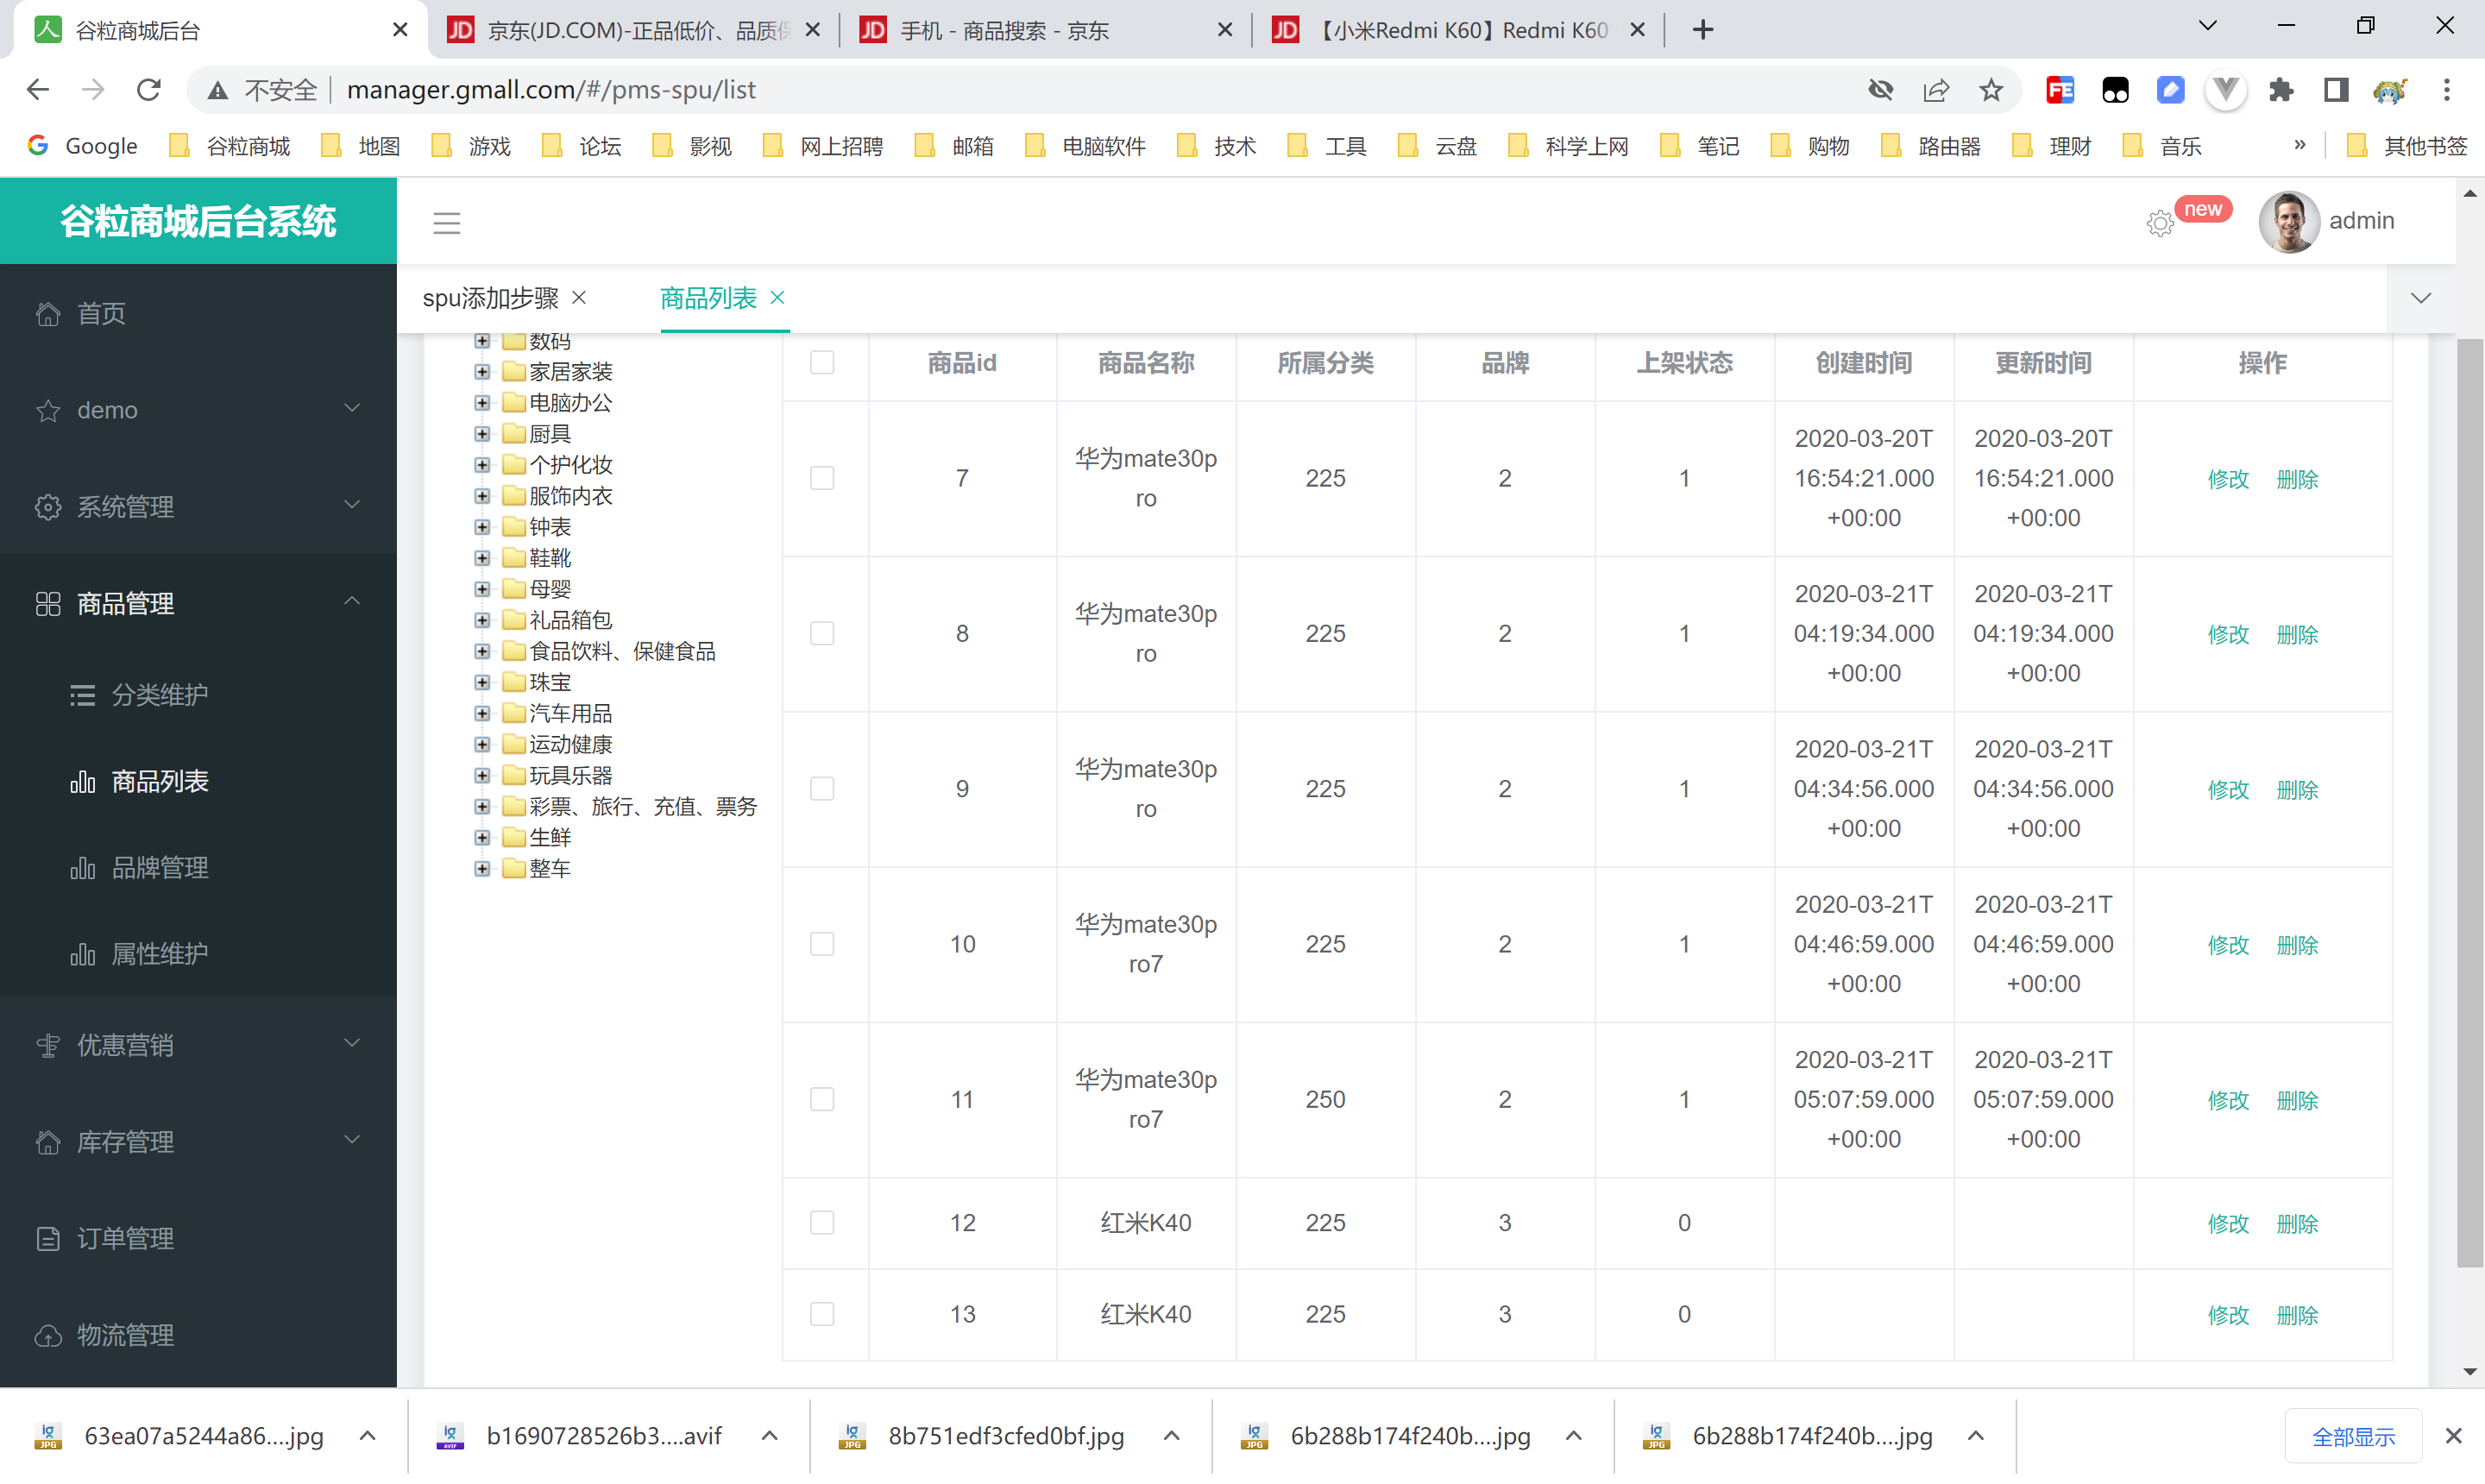 谷粒商城后台
京东(JD.COM)-正品低价、品质保
手机 - 商品搜索 - 京东
【小米Redmi K60】Redmi K60
不安全
manager.gmall.com/#/pms-spu/list
Google 谷粒商城 地图 游戏 论坛 影视 网上招聘 邮箱 电脑软件 技术 工具 云盘 科学上网 笔记 购物 路由器 理财 音乐 » 其他书签
谷粒商城后台系统
new
admin
首页
demo
系统管理
商品管理
分类维护
商品列表
品牌管理
属性维护
优惠营销
库存管理
订单管理
物流管理
spu添加步骤
商品列表
数码
家居家装
电脑办公
厨具
个护化妆
服饰内衣
钟表
鞋靴
母婴
礼品箱包
食品饮料、保健食品
珠宝
汽车用品
运动健康
玩具乐器
彩票、旅行、充值、票务
生鲜
整车
商品id 商品名称 所属分类 品牌 上架状态 创建时间 更新时间 操作
7 华为mate30pro 225 2 1 2020-03-20T16:54:21.000+00:00 2020-03-20T16:54:21.000+00:00 修改 删除
8 华为mate30pro 225 2 1 2020-03-21T04:19:34.000+00:00 2020-03-21T04:19:34.000+00:00 修改 删除
9 华为mate30pro 225 2 1 2020-03-21T04:34:56.000+00:00 2020-03-21T04:34:56.000+00:00 修改 删除
10 华为mate30pro7 225 2 1 2020-03-21T04:46:59.000+00:00 2020-03-21T04:46:59.000+00:00 修改 删除
11 华为mate30pro7 250 2 1 2020-03-21T05:07:59.000+00:00 2020-03-21T05:07:59.000+00:00 修改 删除
12 红米K40 225 3 0 修改 删除
13 红米K40 225 3 0 修改 删除
63ea07a5244a86....jpg
b1690728526b3....avif
8b751edf3cfed0bf.jpg
6b288b174f240b....jpg
6b288b174f240b....jpg
全部显示